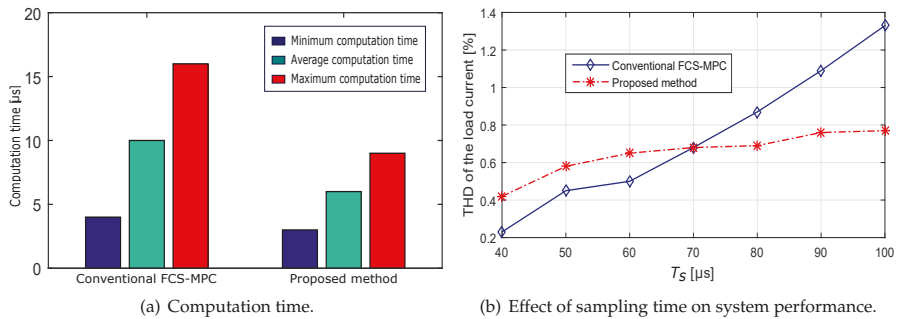 20
15
10
5
0
Computation time [µs]
Minimum computation time
Average computation time
Maximum computation time
Conventional FCS-MPC
Proposed method
(a) Computation time.
1.4
1.2
1
0.8
0.6
0.4
0.2
THD of the load current [%]
Conventional FCS-MPC
Proposed method
40
50
60
70
80
90
100
Ts [µs]
(b) Effect of sampling time on system performance.